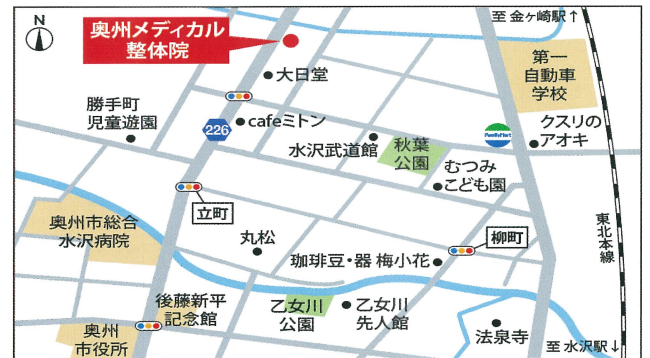 至 金ヶ崎駅↑
N
奥州メディカル
整体院
第一
自動車
学校
大日堂
勝手町
児童遊園
226
cafeミトン
水沢武道館
秋葉
公園
FamilyMart
クスリの
アオキ
むつみ
こども園
立町
奥州市総合
水沢病院
丸松
柳町
東北本線
珈琲豆・器 梅小花
後藤新平
記念館
乙女川
公園
乙女川
先人館
法泉寺
奥州
市役所
至 水沢駅↓